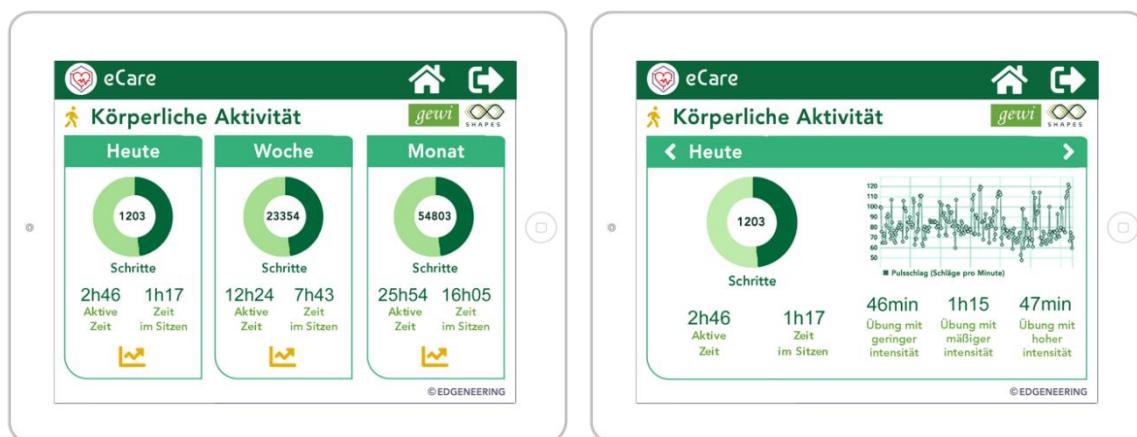 eCare
Körperliche Aktivität
gewi
SHAPES
Heute
Woche
Monat
1203
23354
54803
Schritte
Schritte
Schritte
2h46 1h17
Aktive Zeit
Zeit im Sitzen
12h24 7h43
Aktive Zeit
Zeit im Sitzen
25h54 16h05
Aktive Zeit
Zeit im Sitzen
©EDGENEERING
eCare
Körperliche Aktivität
gewi
SHAPES
Heute
1203
Schritte
120
110
100
90
80
70
60
50
Pulsschlag (Schläge pro Minute)
2h46
Aktive
Zeit
1h17
Zeit
im Sitzen
46min
Übung mit
geringer
intensität
1h15
Übung mit
mäßiger
intensität
47min
Übung mit
hoher
intensität
©EDGENEERING